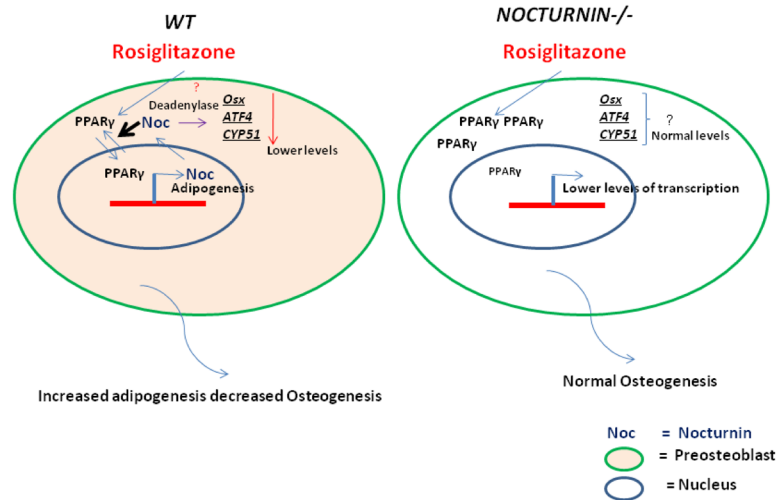 WT
Rosiglitazone
?
Deadenylase
Osx
PPARγ
Noc
ATF4
CYP51
Lower levels
PPARγ
Noc
Adipogenesis
Increased adipogenesis decreased Osteogenesis
NOCTURNIN-/-
Rosiglitazone
PPARγ PPARγ
PPARγ
Osx
ATF4
CYP51
?
Normal levels
PPARγ
Lower levels of transcription
Normal Osteogenesis
Noc = Nocturnin
= Preosteoblast
= Nucleus